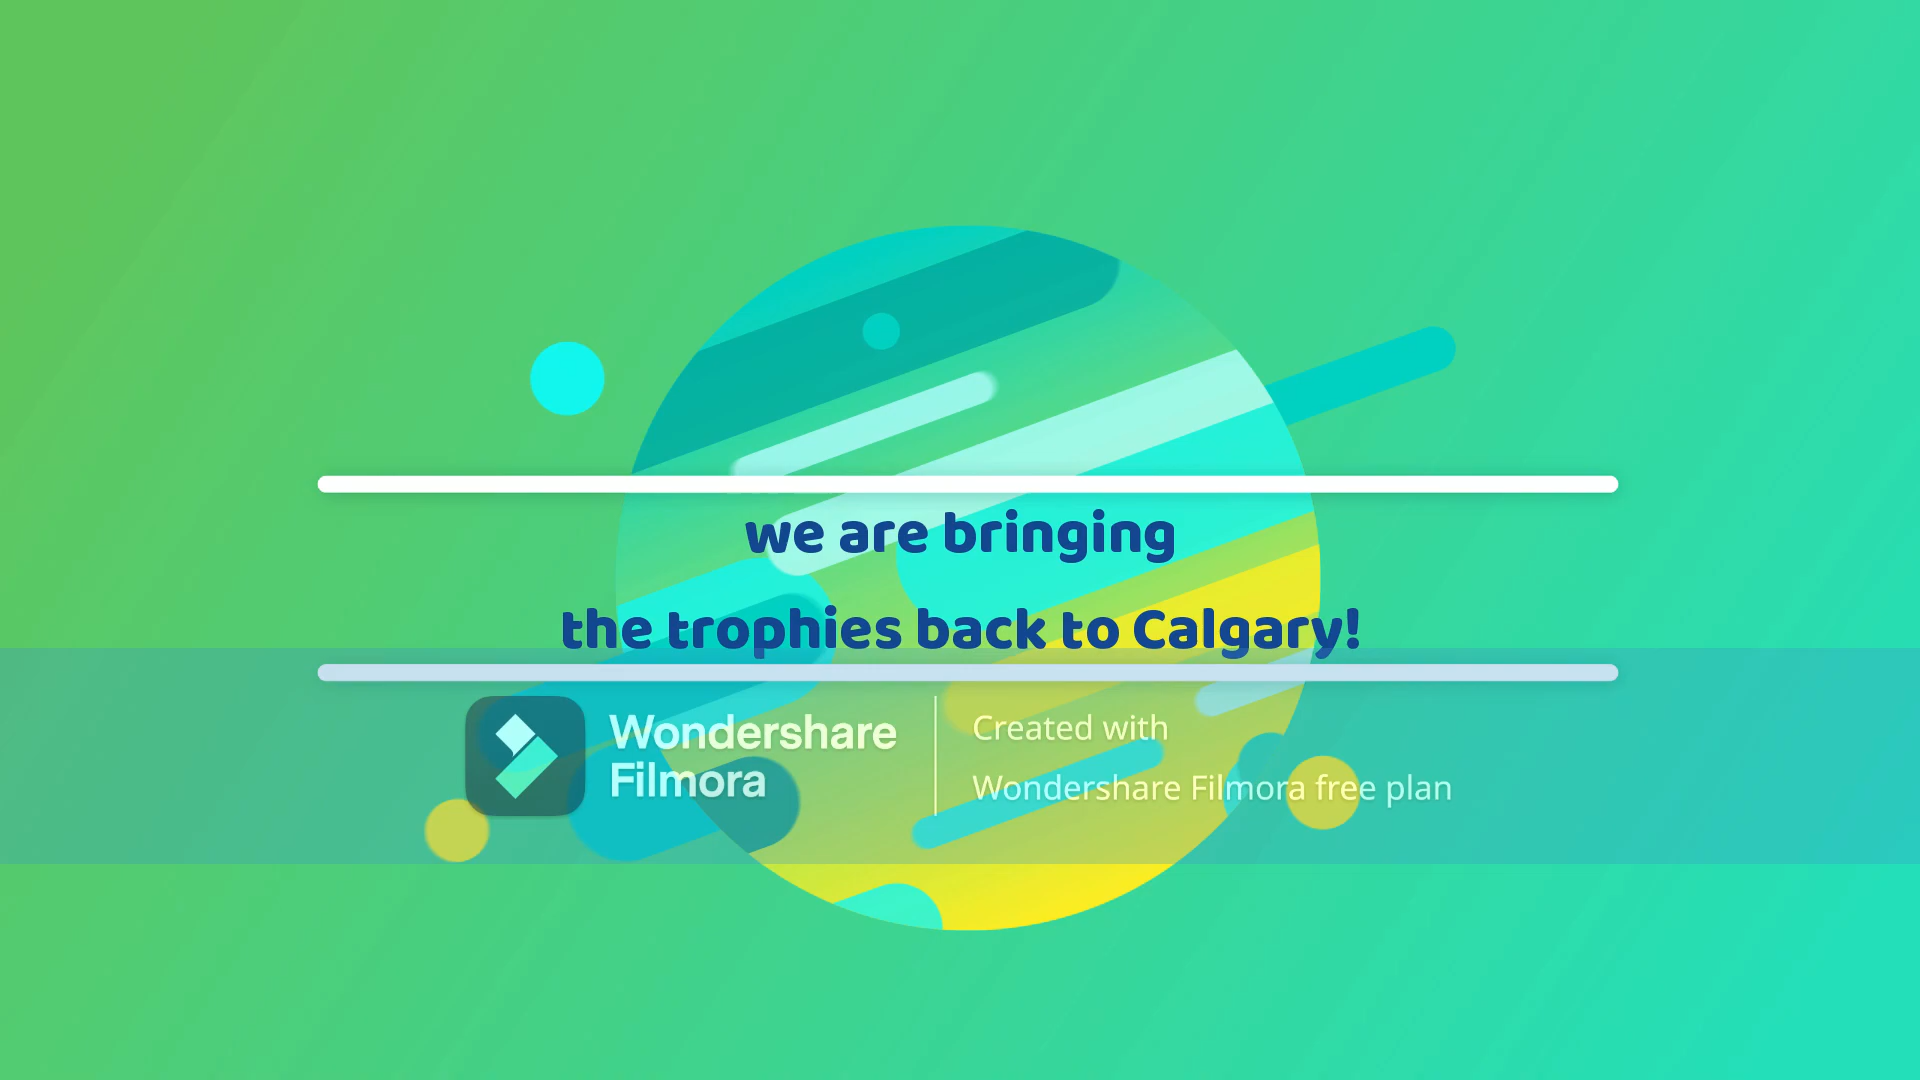 we are bringing
the trophies back to Calgary!
Wondershare
Filmora
Created with
Wondershare Filmora free plan